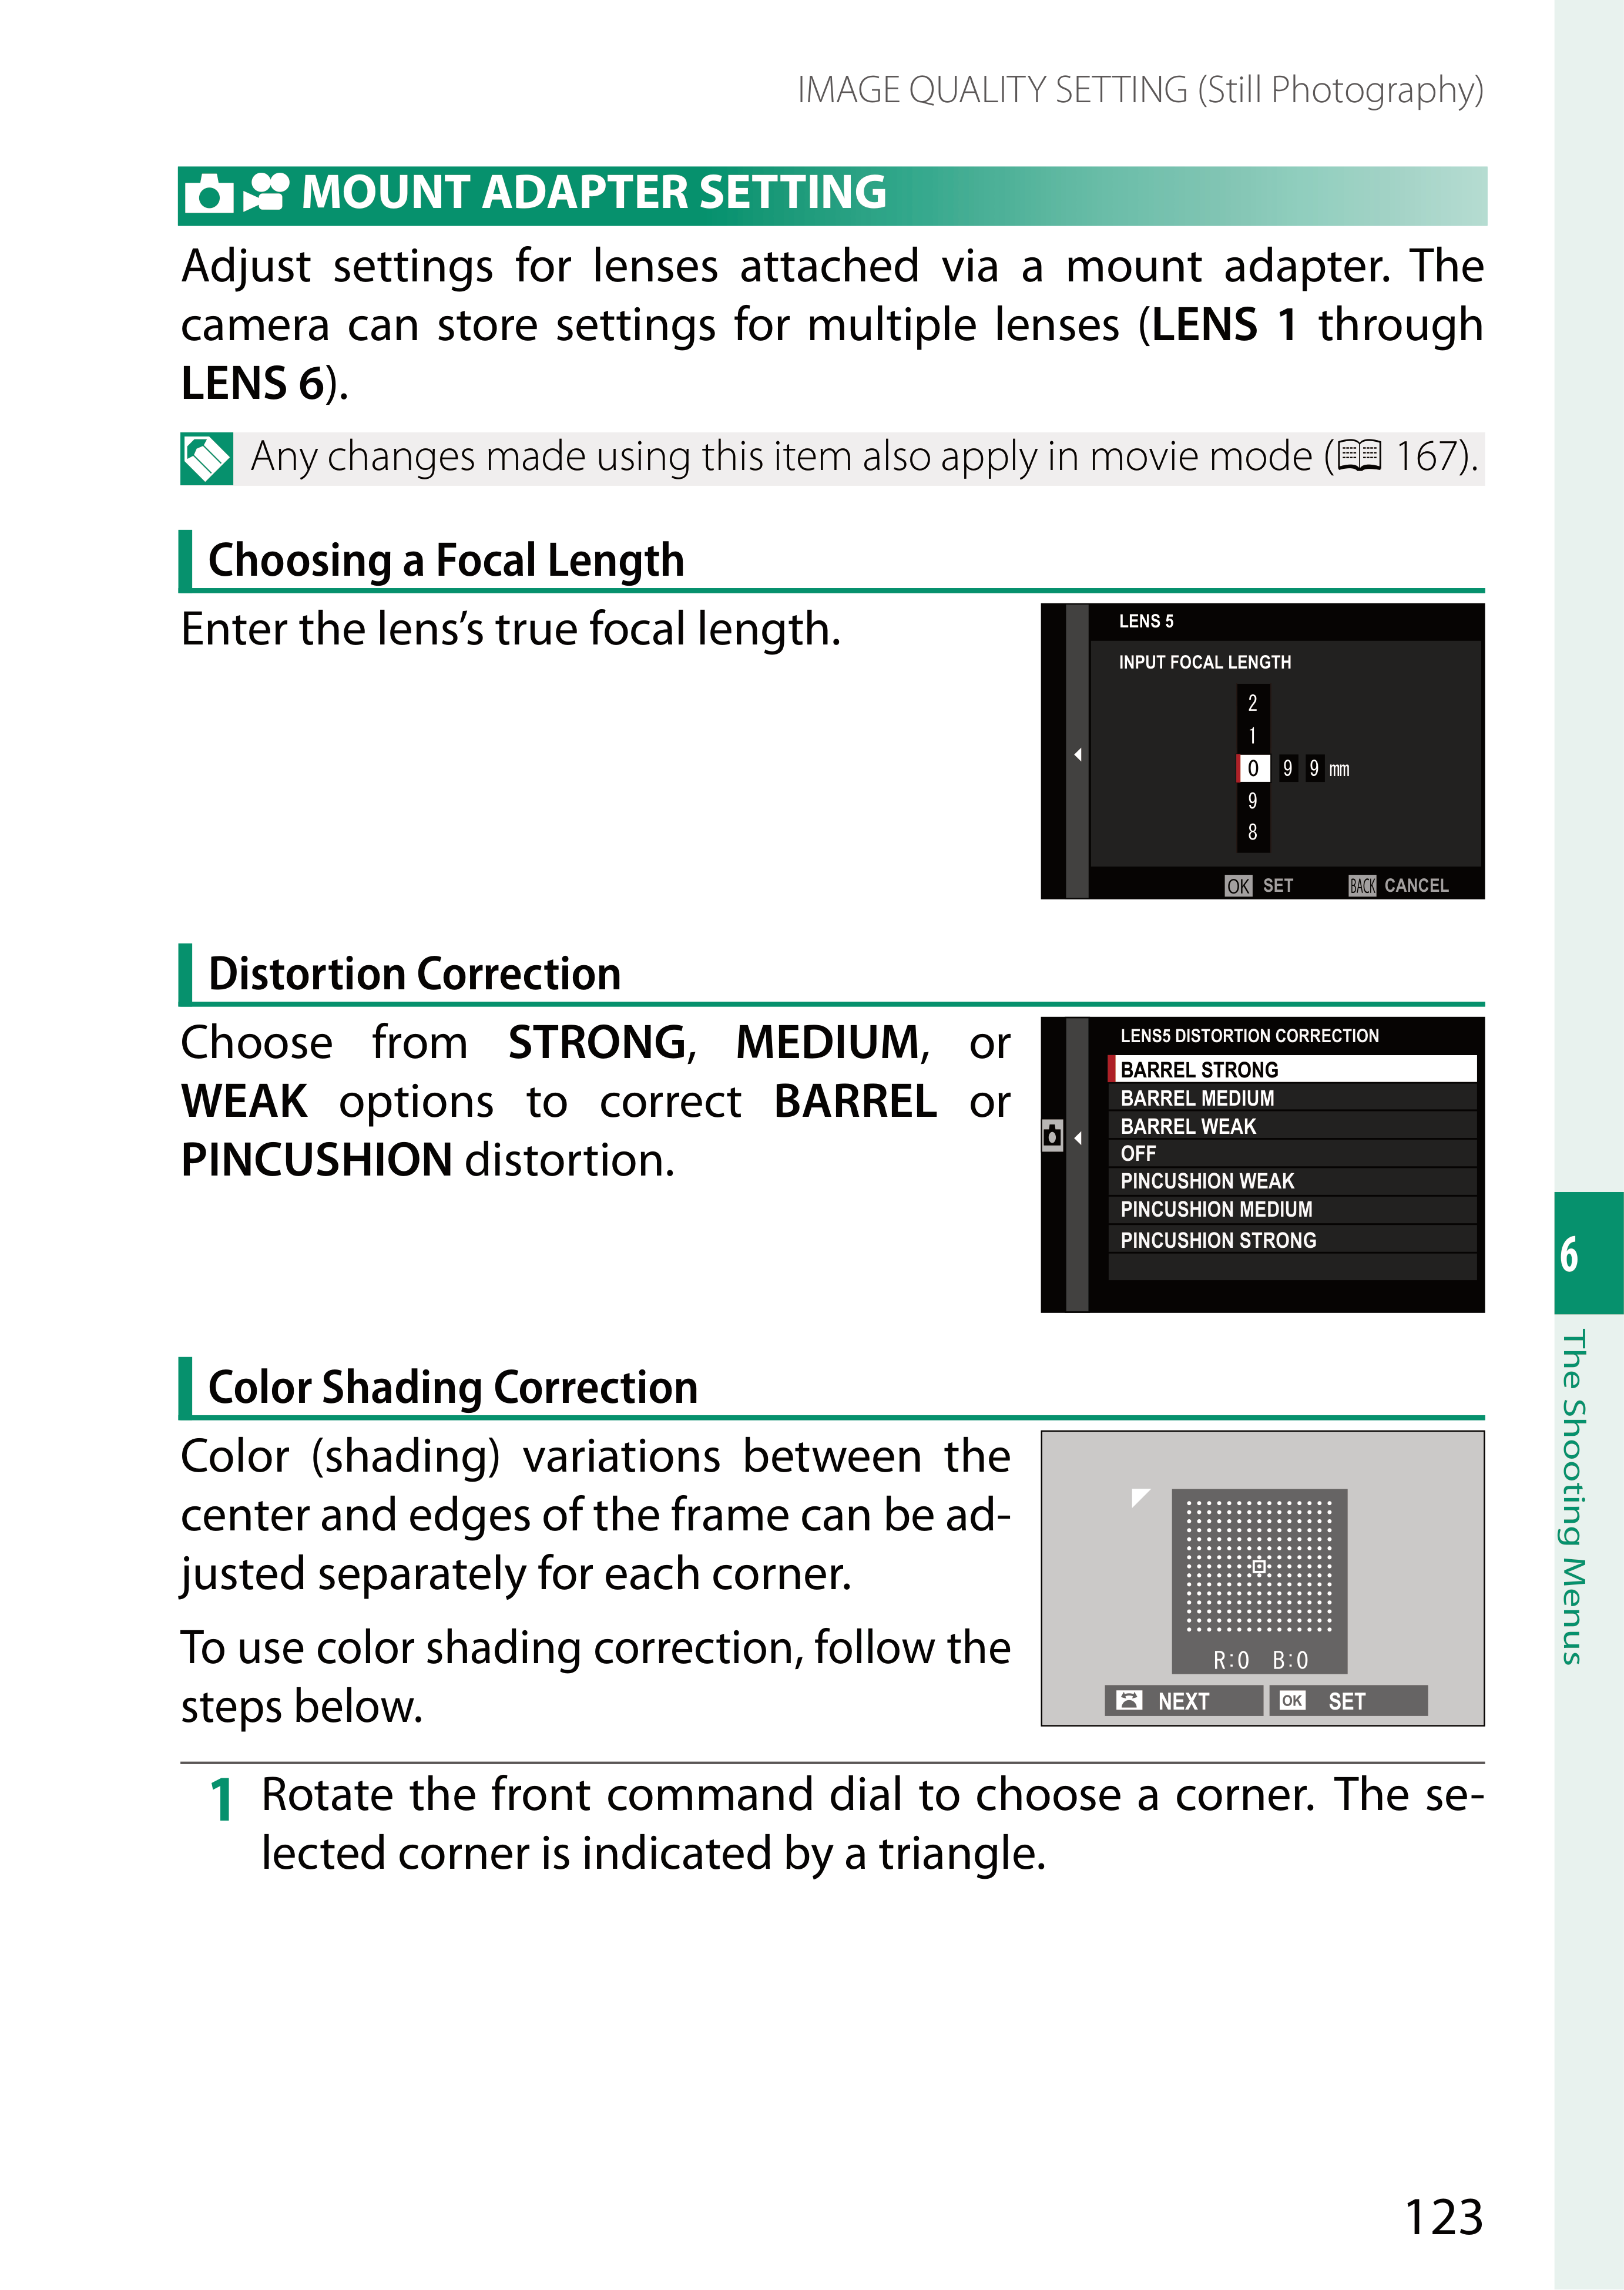 IMAGE QUALITY SETTING (Still Photography)
MOUNT ADAPTER SETTING
Adjust settings for lenses attached via a mount adapter. The
camera can store settings for multiple lenses (LENS 1 through
LENS 6).
Any changes made using this item also apply in movie mode ( 167).
Choosing a Focal Length
Enter the lens’s true focal length.
LENS 5
INPUT FOCAL LENGTH
2
1
0 9 9 mm
9
8
OK SET BACK CANCEL
Distortion Correction
Choose from STRONG, MEDIUM, or
WEAK options to correct BARREL or
PINCUSHION distortion.
LENS5 DISTORTION CORRECTION
BARREL STRONG
BARREL MEDIUM
BARREL WEAK
OFF
PINCUSHION WEAK
PINCUSHION MEDIUM
PINCUSHION STRONG
Color Shading Correction
Color (shading) variations between the
center and edges of the frame can be ad-
justed separately for each corner.
To use color shading correction, follow the
steps below.
R:0 B:0
NEXT OK SET
1 Rotate the front command dial to choose a corner. The se-
lected corner is indicated by a triangle.
6
The Shooting Menus
123